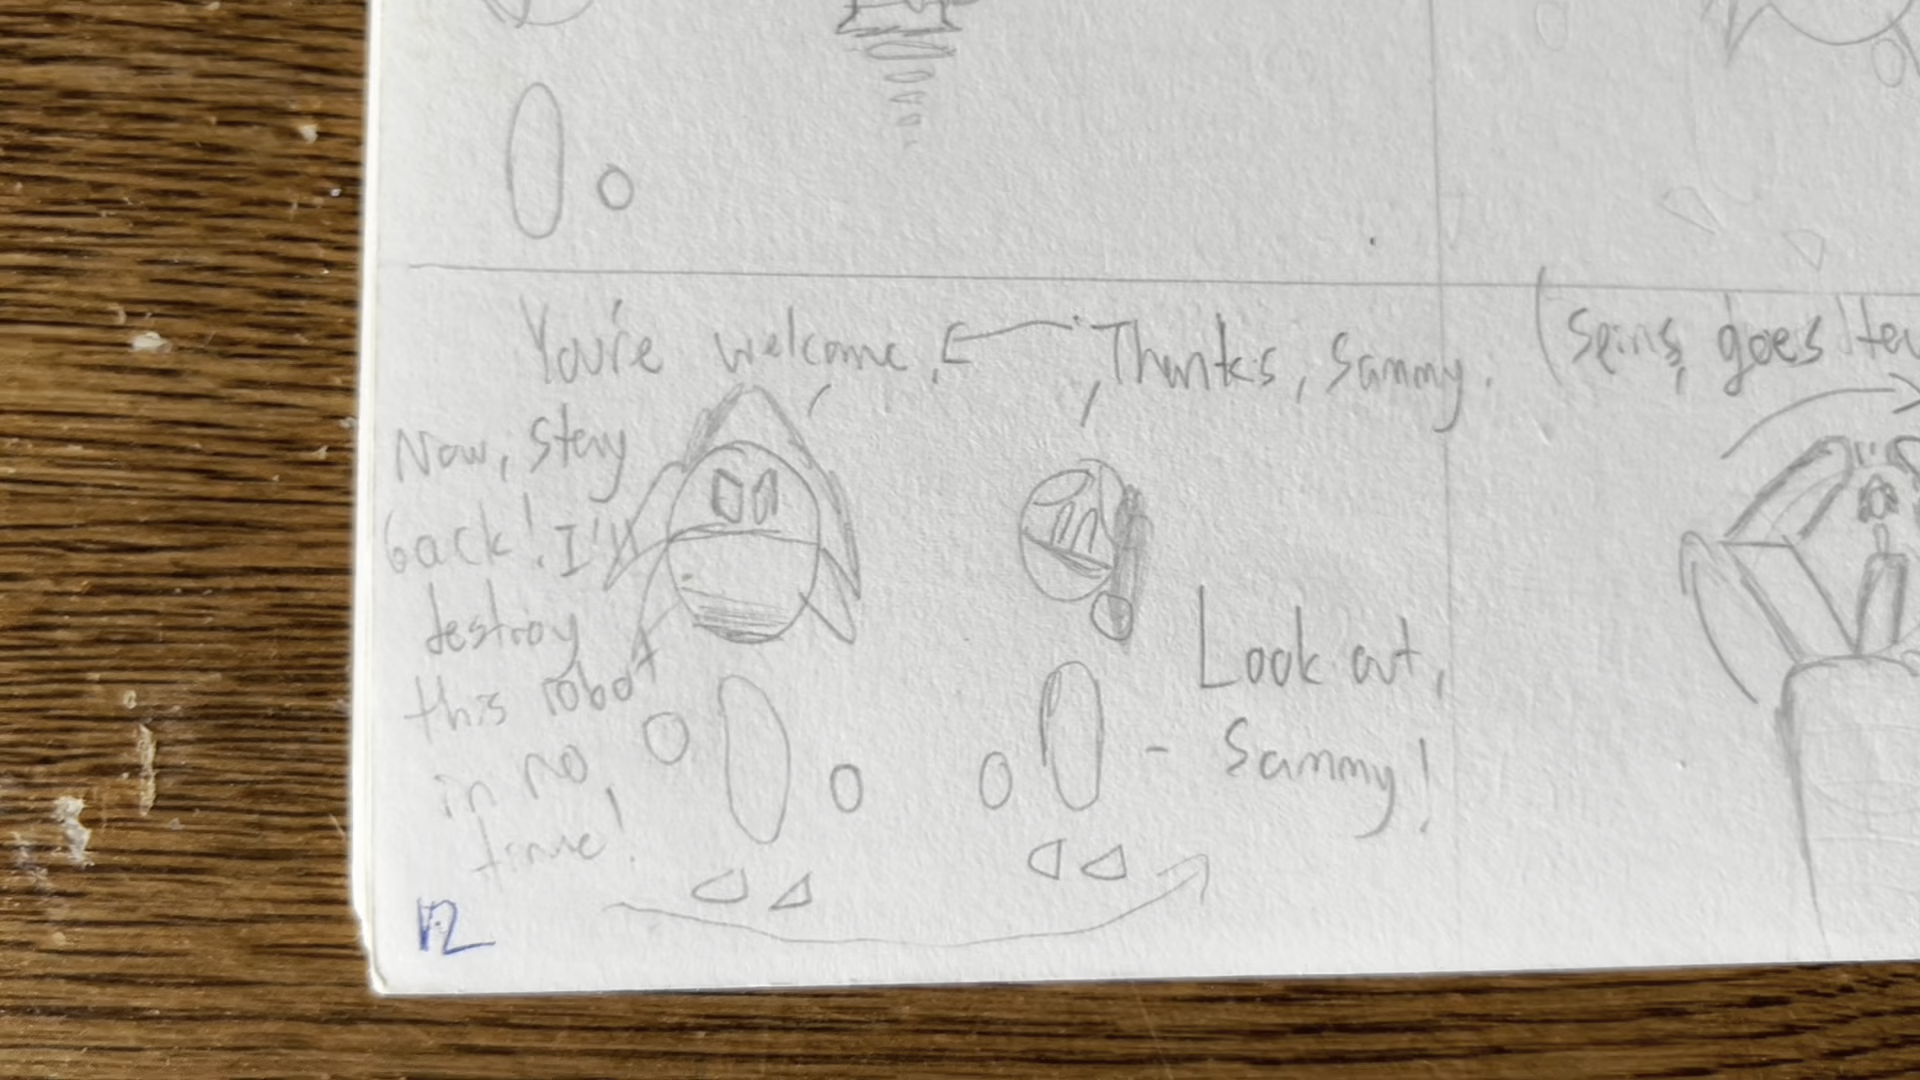 You're welcome.
Thanks, Sammy.
(Spins, goes
Now, stay
back! I'll
destroy
this robot
in no
time!
Look out,
Sammy!
12